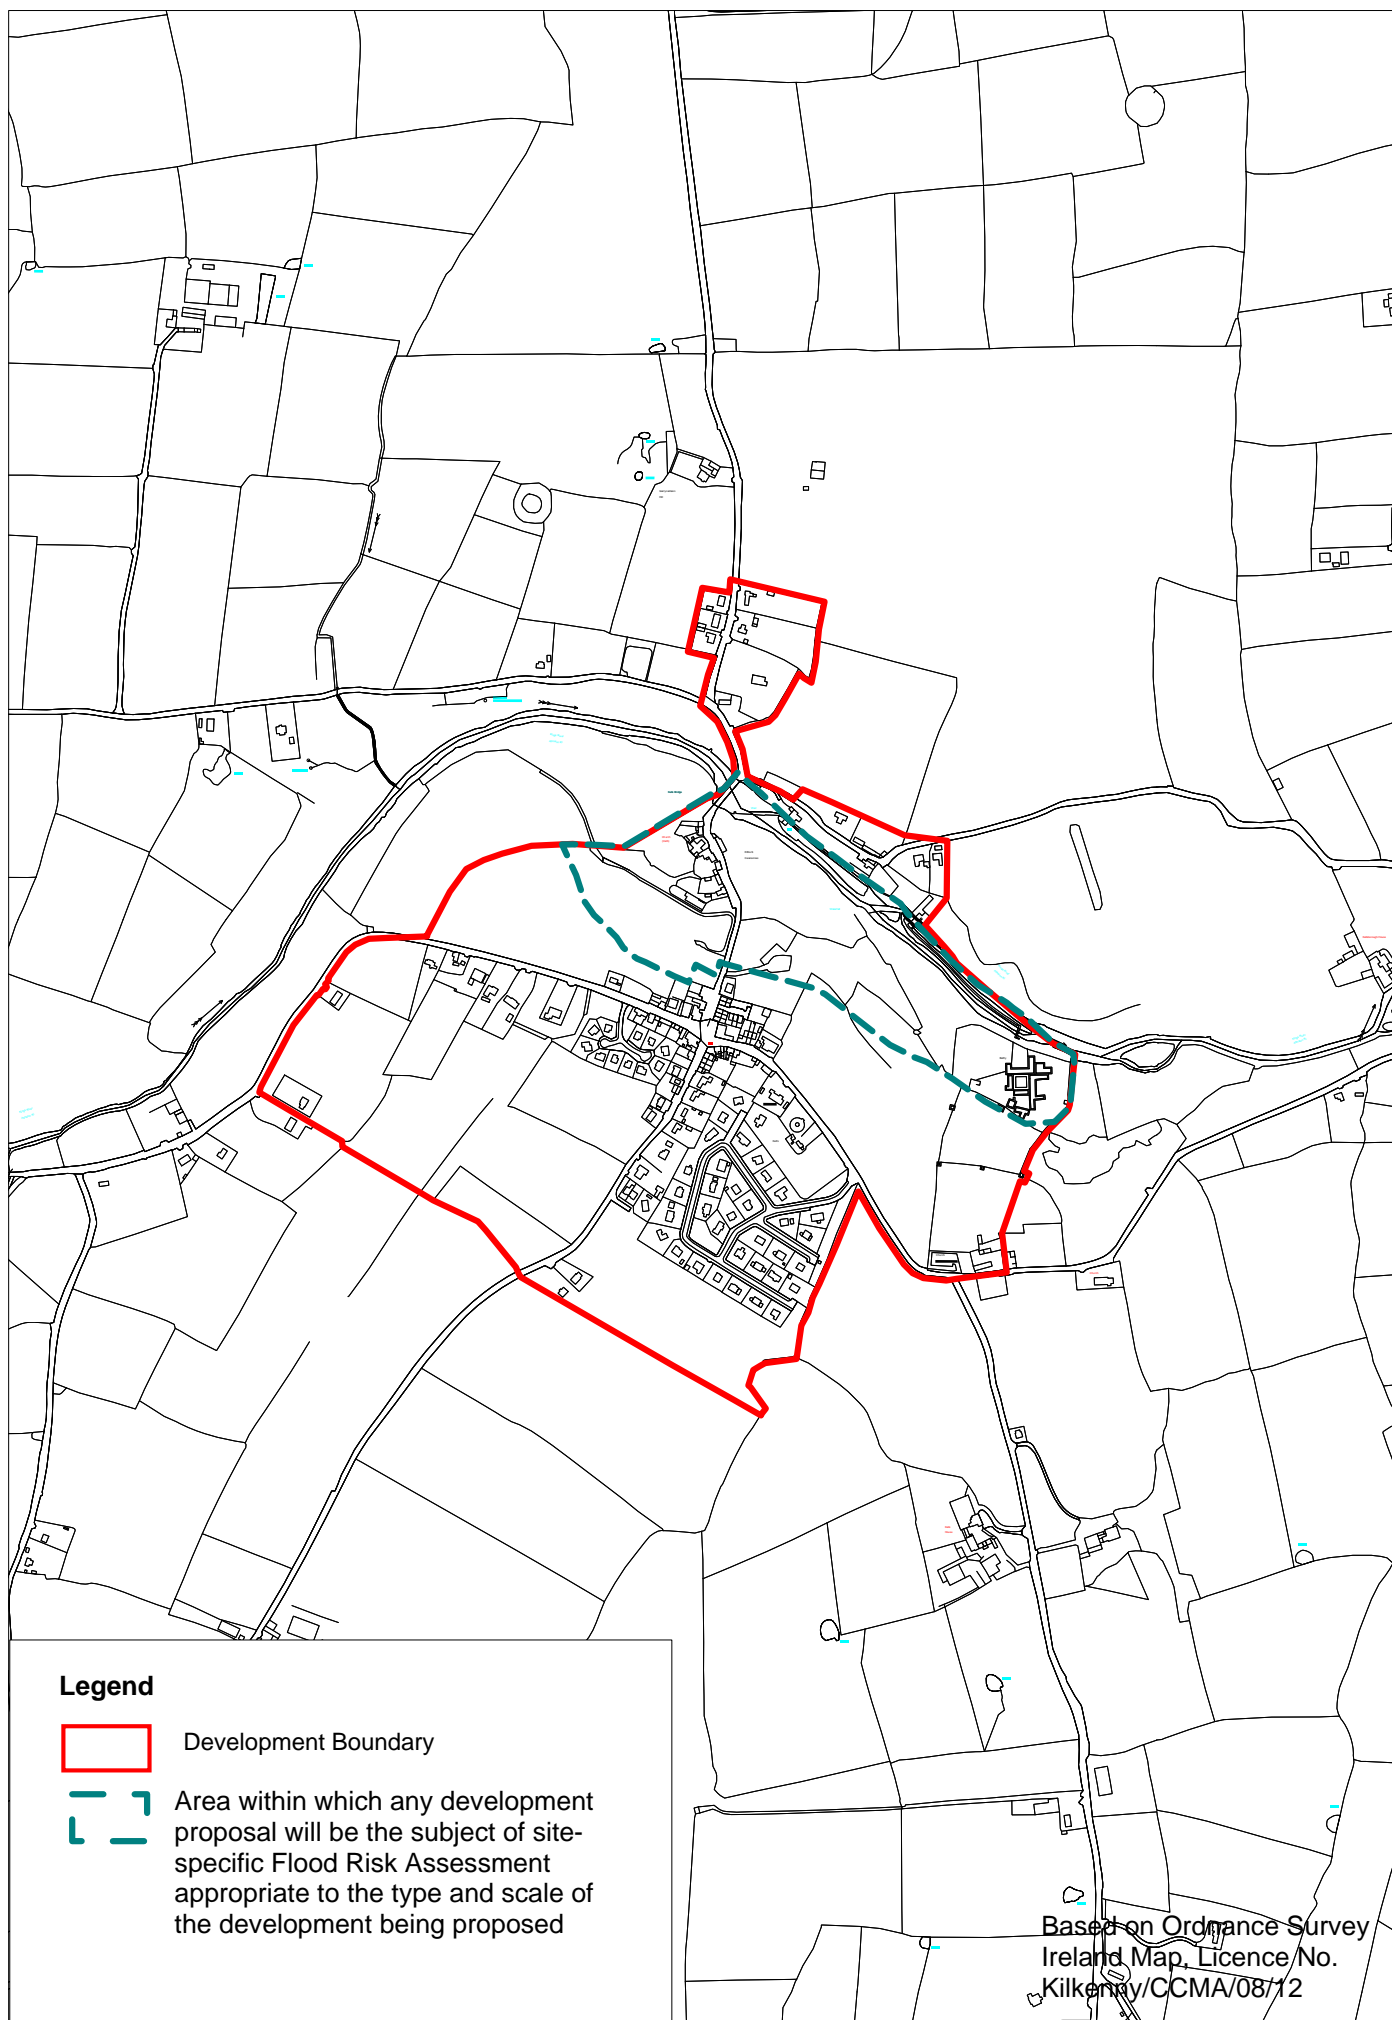 Legend
Development Boundary
Area within which any development
proposal will be the subject of site-
specific Flood Risk Assessment
appropriate to the type and scale of
the development being proposed
Based on Ordnance Survey
Ireland Map, Licence No.
Kilkenny/CCMA/08/12